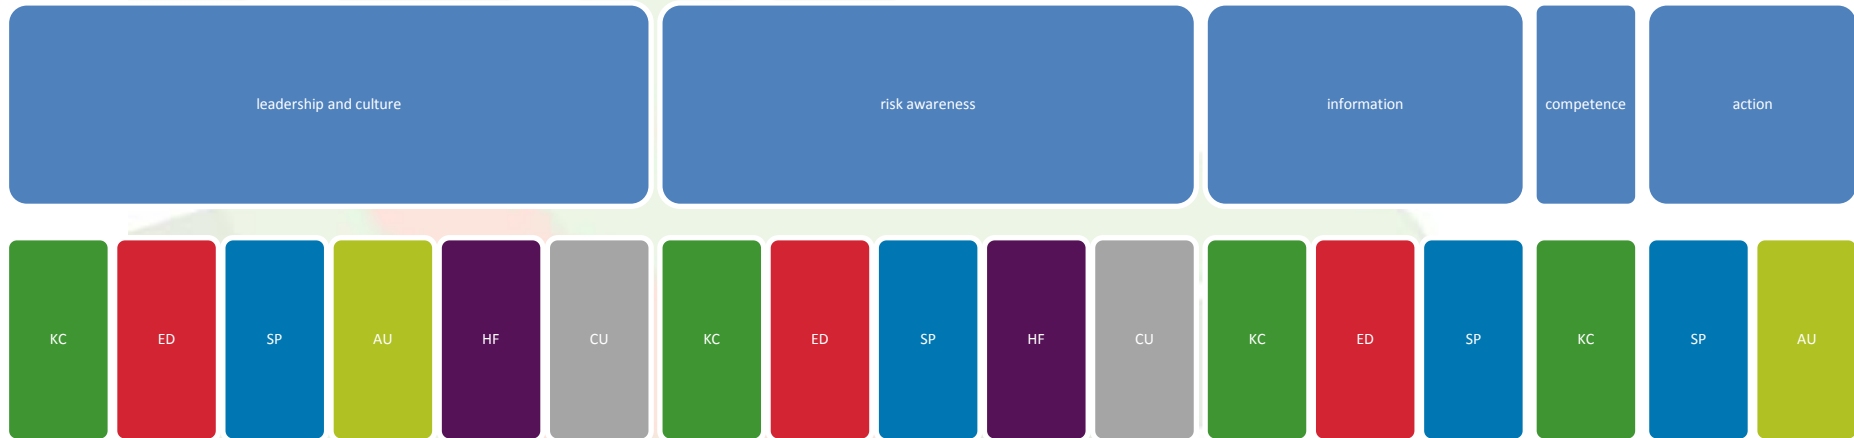 leadership and culture
risk awareness
information
competence
action
KC
ED
SP
AU
HF
CU
KC
ED
SP
HF
CU
KC
ED
SP
KC
SP
AU